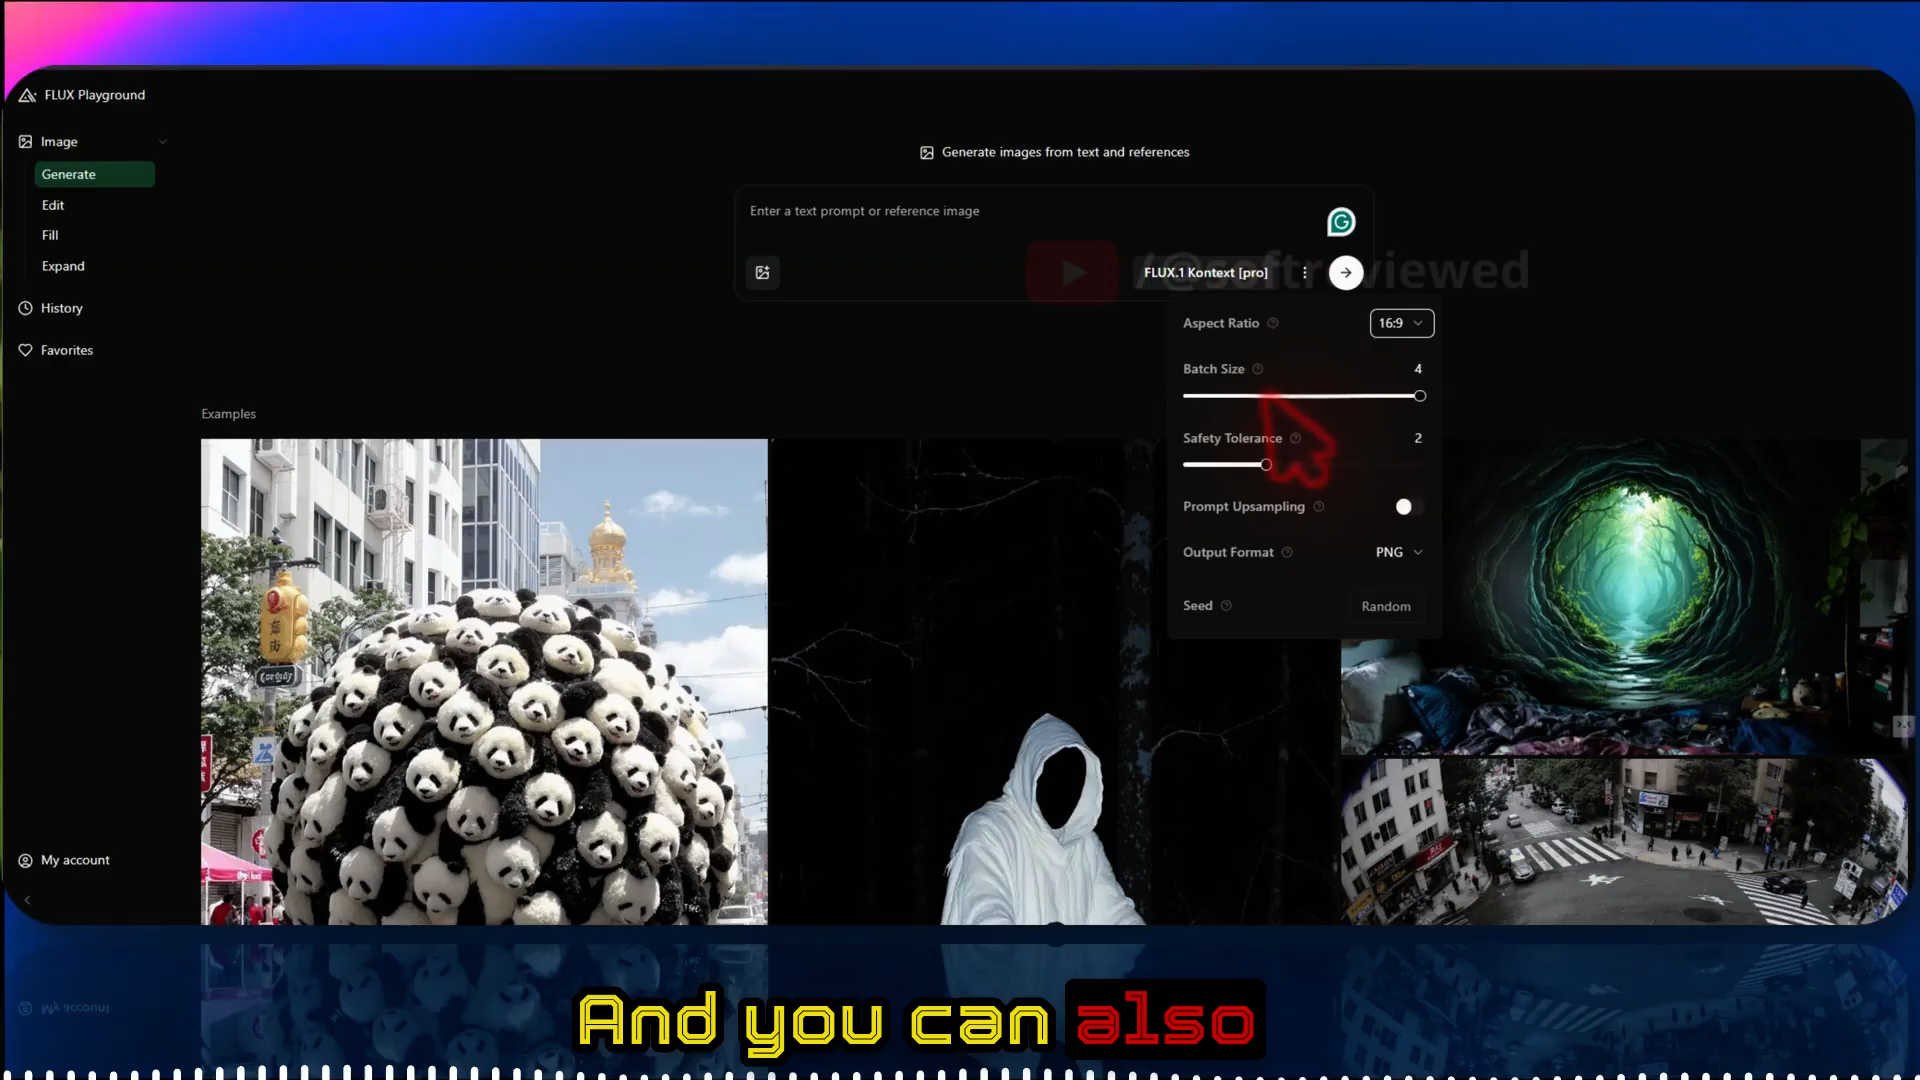 FLUX Playground
Image
Generate
Edit
Fill
Expand
History
Favorites
Generate images from text and references
Enter a text prompt or reference image
FLUX.1 Kontext [pro]
/@softreviewed
Aspect Ratio
16:9
Batch Size
4
Safety Tolerance
2
Prompt Upsampling
Output Format
PNG
Seed
Random
Examples
My account
And you can also